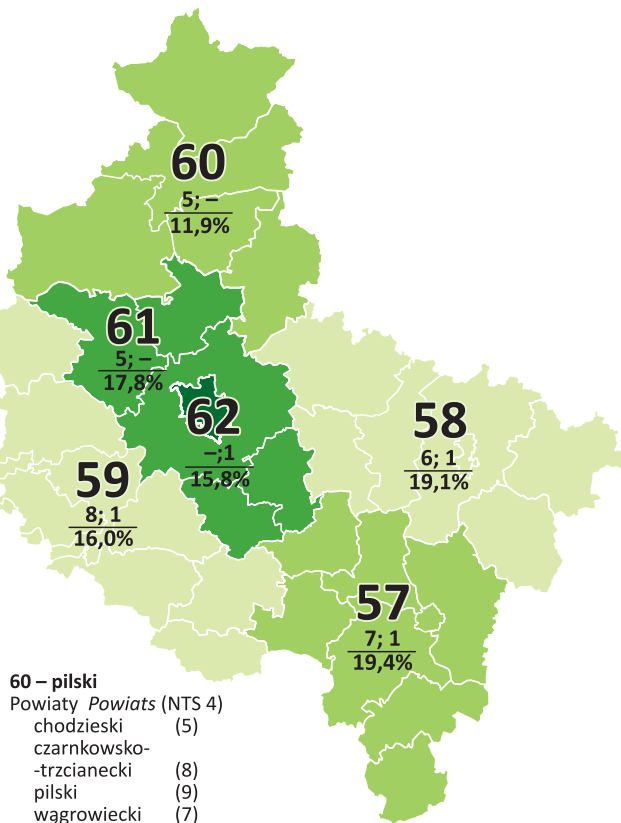 60
5; –
11,9%
61
5; –
17,8%
62
–;1
15,8%
58
6; 1
19,1%
59
8; 1
16,0%
57
7; 1
19,4%
60 – pilski
Powiaty Powiats (NTS 4)
chodzieski (5)
czarnkowsko-
-trzcianecki (8)
pilski (9)
wągrowiecki (7)